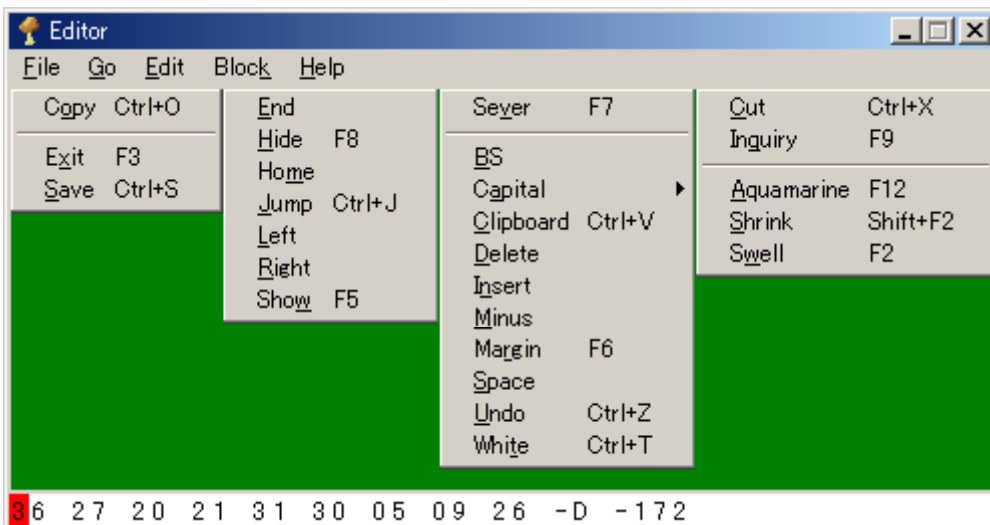 Editor
File Go Edit Block Help
Copy Ctrl+O
Exit F3
Save Ctrl+S
End
Hide F8
Home
Jump Ctrl+J
Left
Right
Show F5
Sever F7
BS
Capital
Clipboard Ctrl+V
Delete
Insert
Minus
Margin F6
Space
Undo Ctrl+Z
White Ctrl+T
Cut Ctrl+X
Inquiry F9
Aquamarine F12
Shrink Shift+F2
Swell F2
36 27 20 21 31 30 05 09 26 -D -172